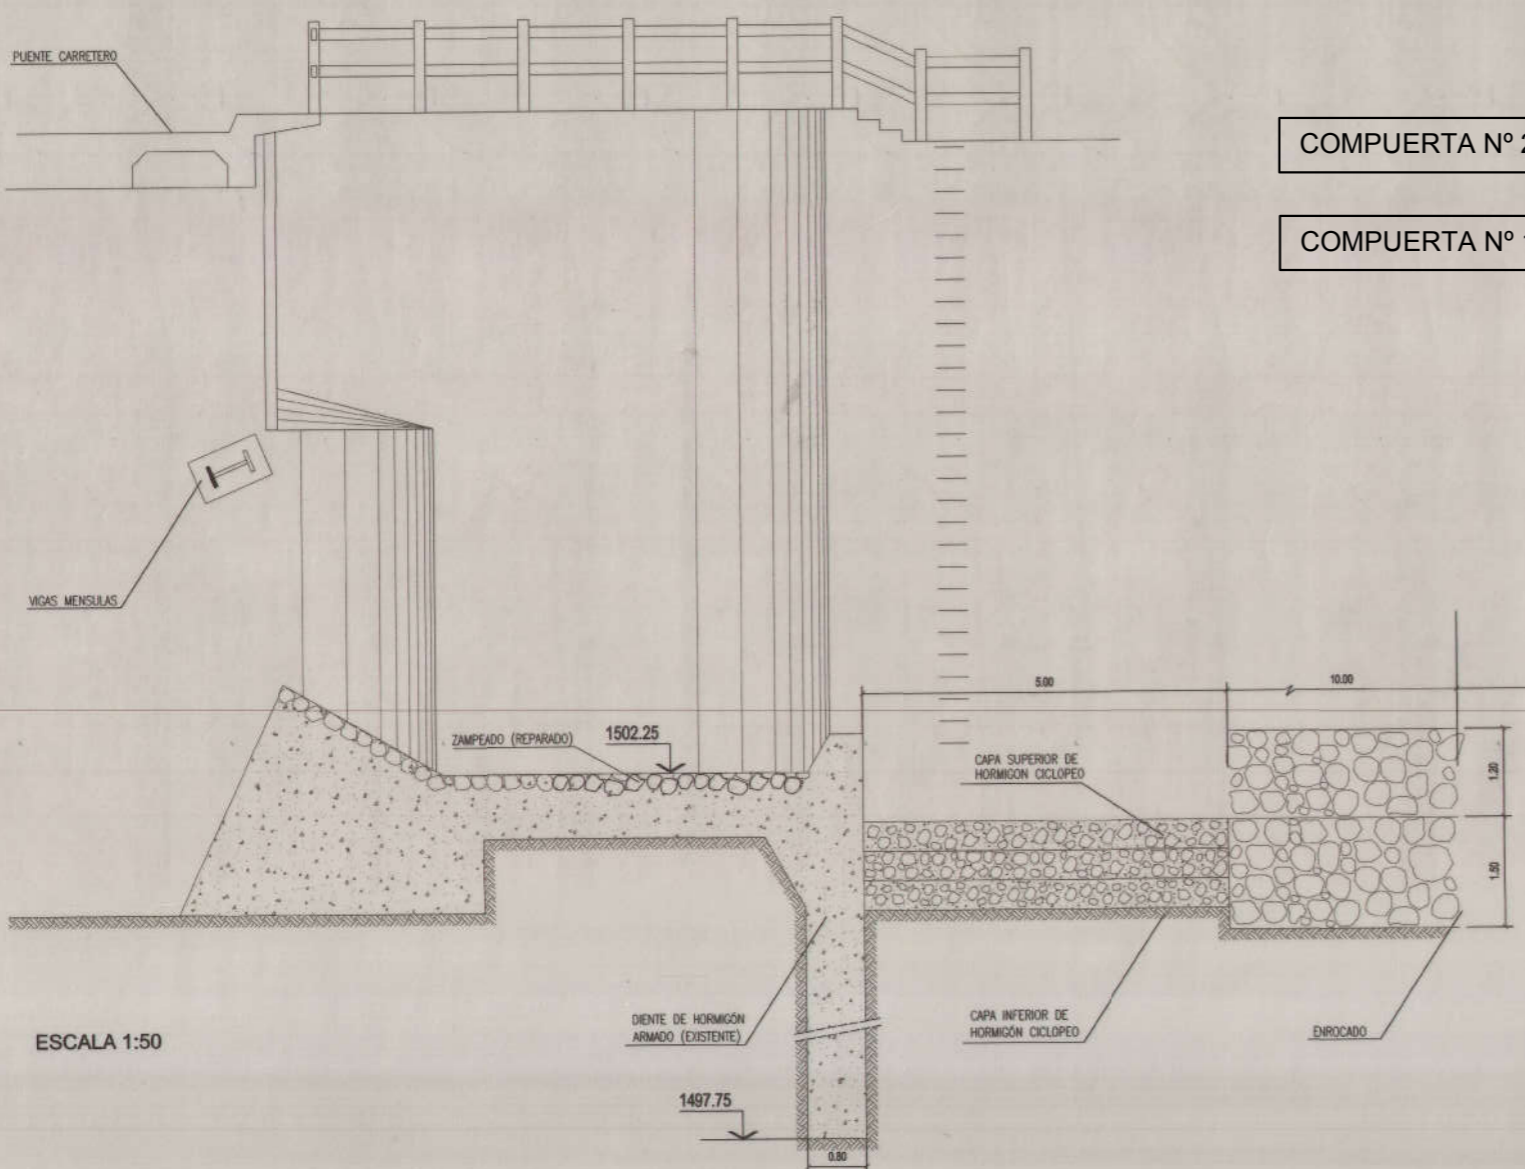 PUENTE CARRETERO
COMPUERTA Nº 2
COMPUERTA Nº
VIGAS MENSULAS
5.00
10.00
ZAMPEADO (REPARADO)
1502.25
CAPA SUPERIOR DE
HORMIGON CICLOPEO
1.20
1.50
DIENTE DE HORMIGÓN
ARMADO (EXISTENTE)
CAPA INFERIOR DE
HORMIGÓN CICLOPEO
ENROCADO
ESCALA 1:50
1497.75
0.80